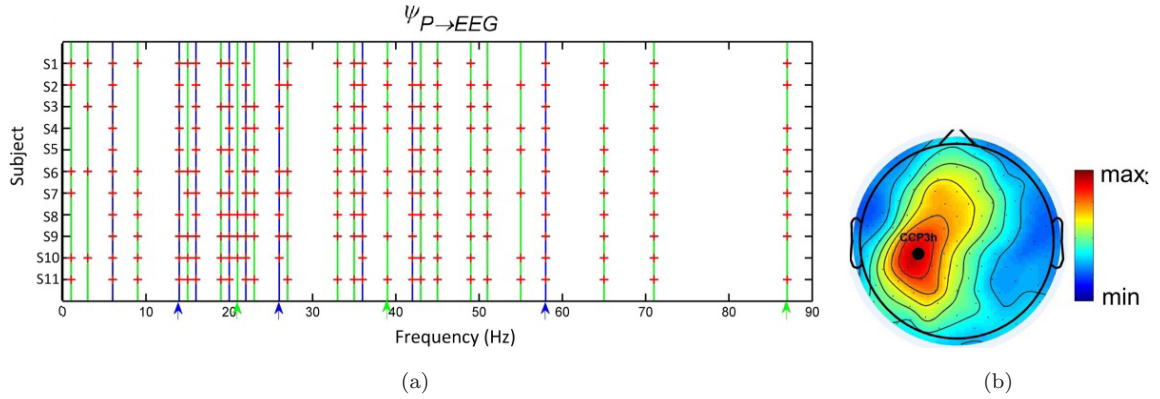 ψP→EEG
S1
S2
S3
S4
S5
S6
S7
S8
S9
S10
S11
Subject
0 10 20 30 40 50 60 70 80 90
Frequency (Hz)
(a)
CCP3h
max
min
(b)